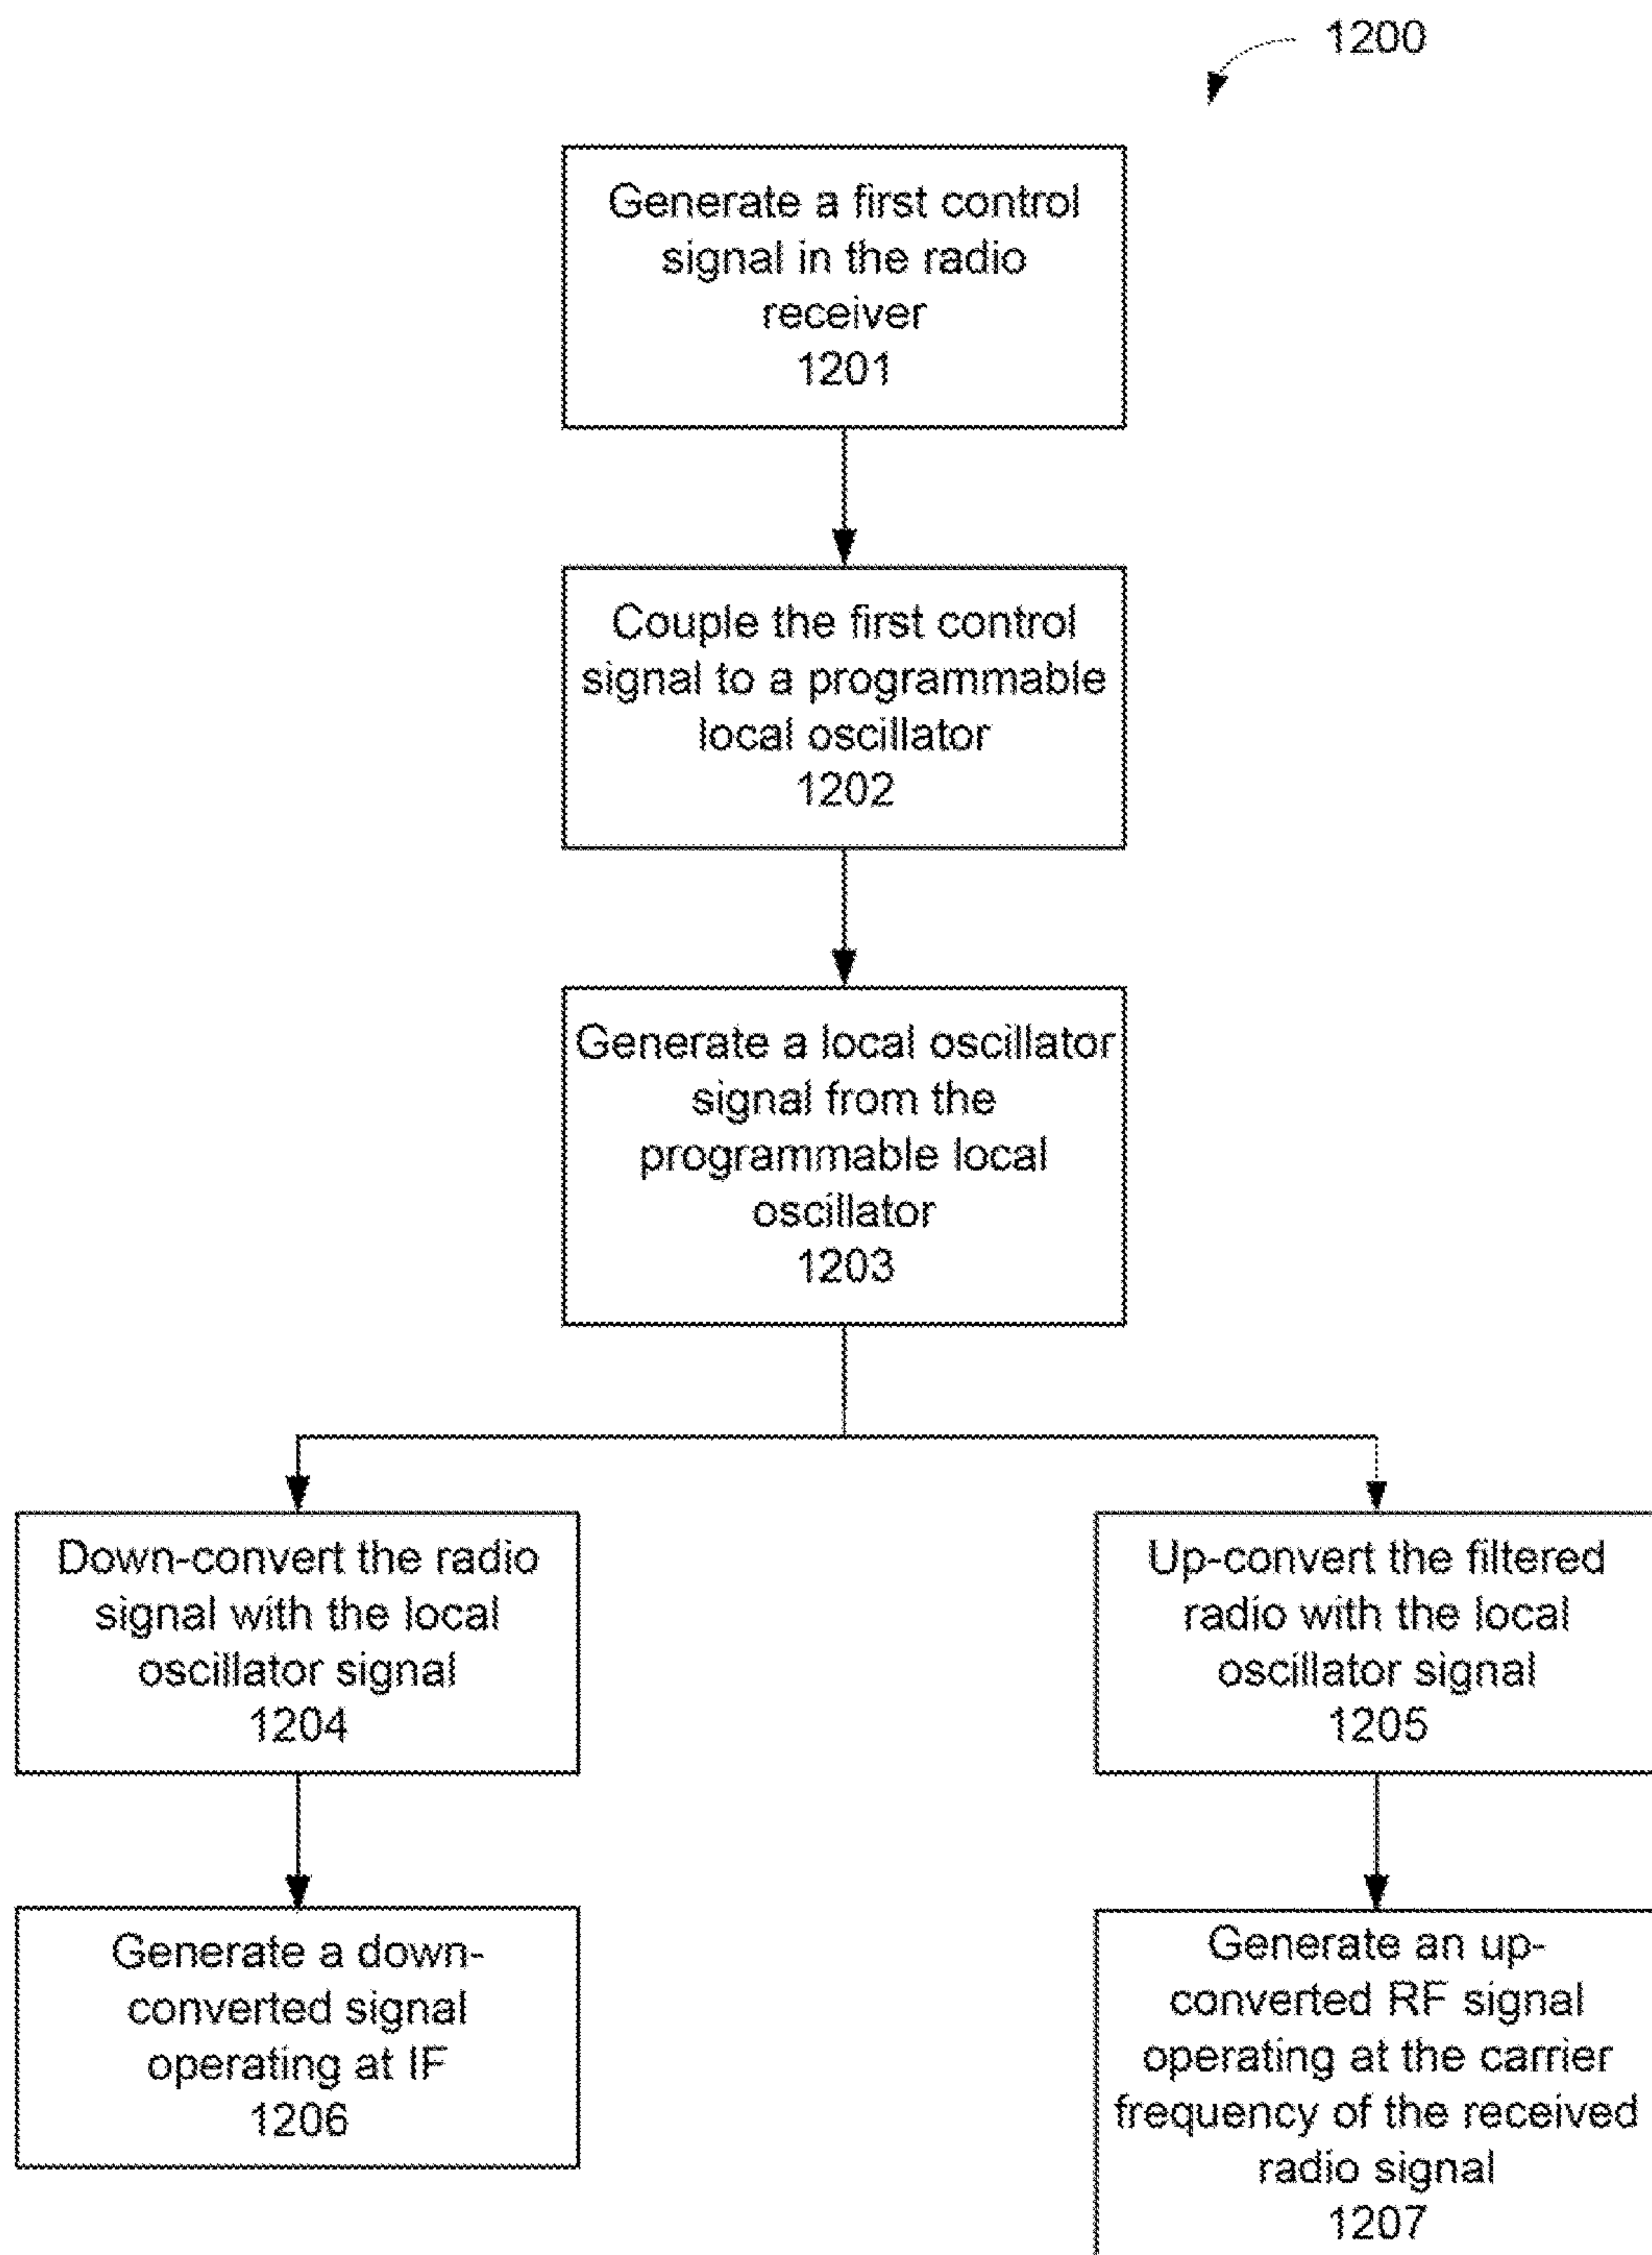 1200
Generate a first control
signal in the radio
receiver
1201
Couple the first control
signal to a programmable
local oscillator
1202
Generate a local oscillator
signal from the
programmable local
oscillator
1203
Down-convert the radio
signal with the local
oscillator signal
1204
Up-convert the filtered
radio with the local
oscillator signal
1205
Generate a down-
converted signal
operating at IF
1206
Generate an up-
converted RF signal
operating at the carrier
frequency of the received
radio signal
1207